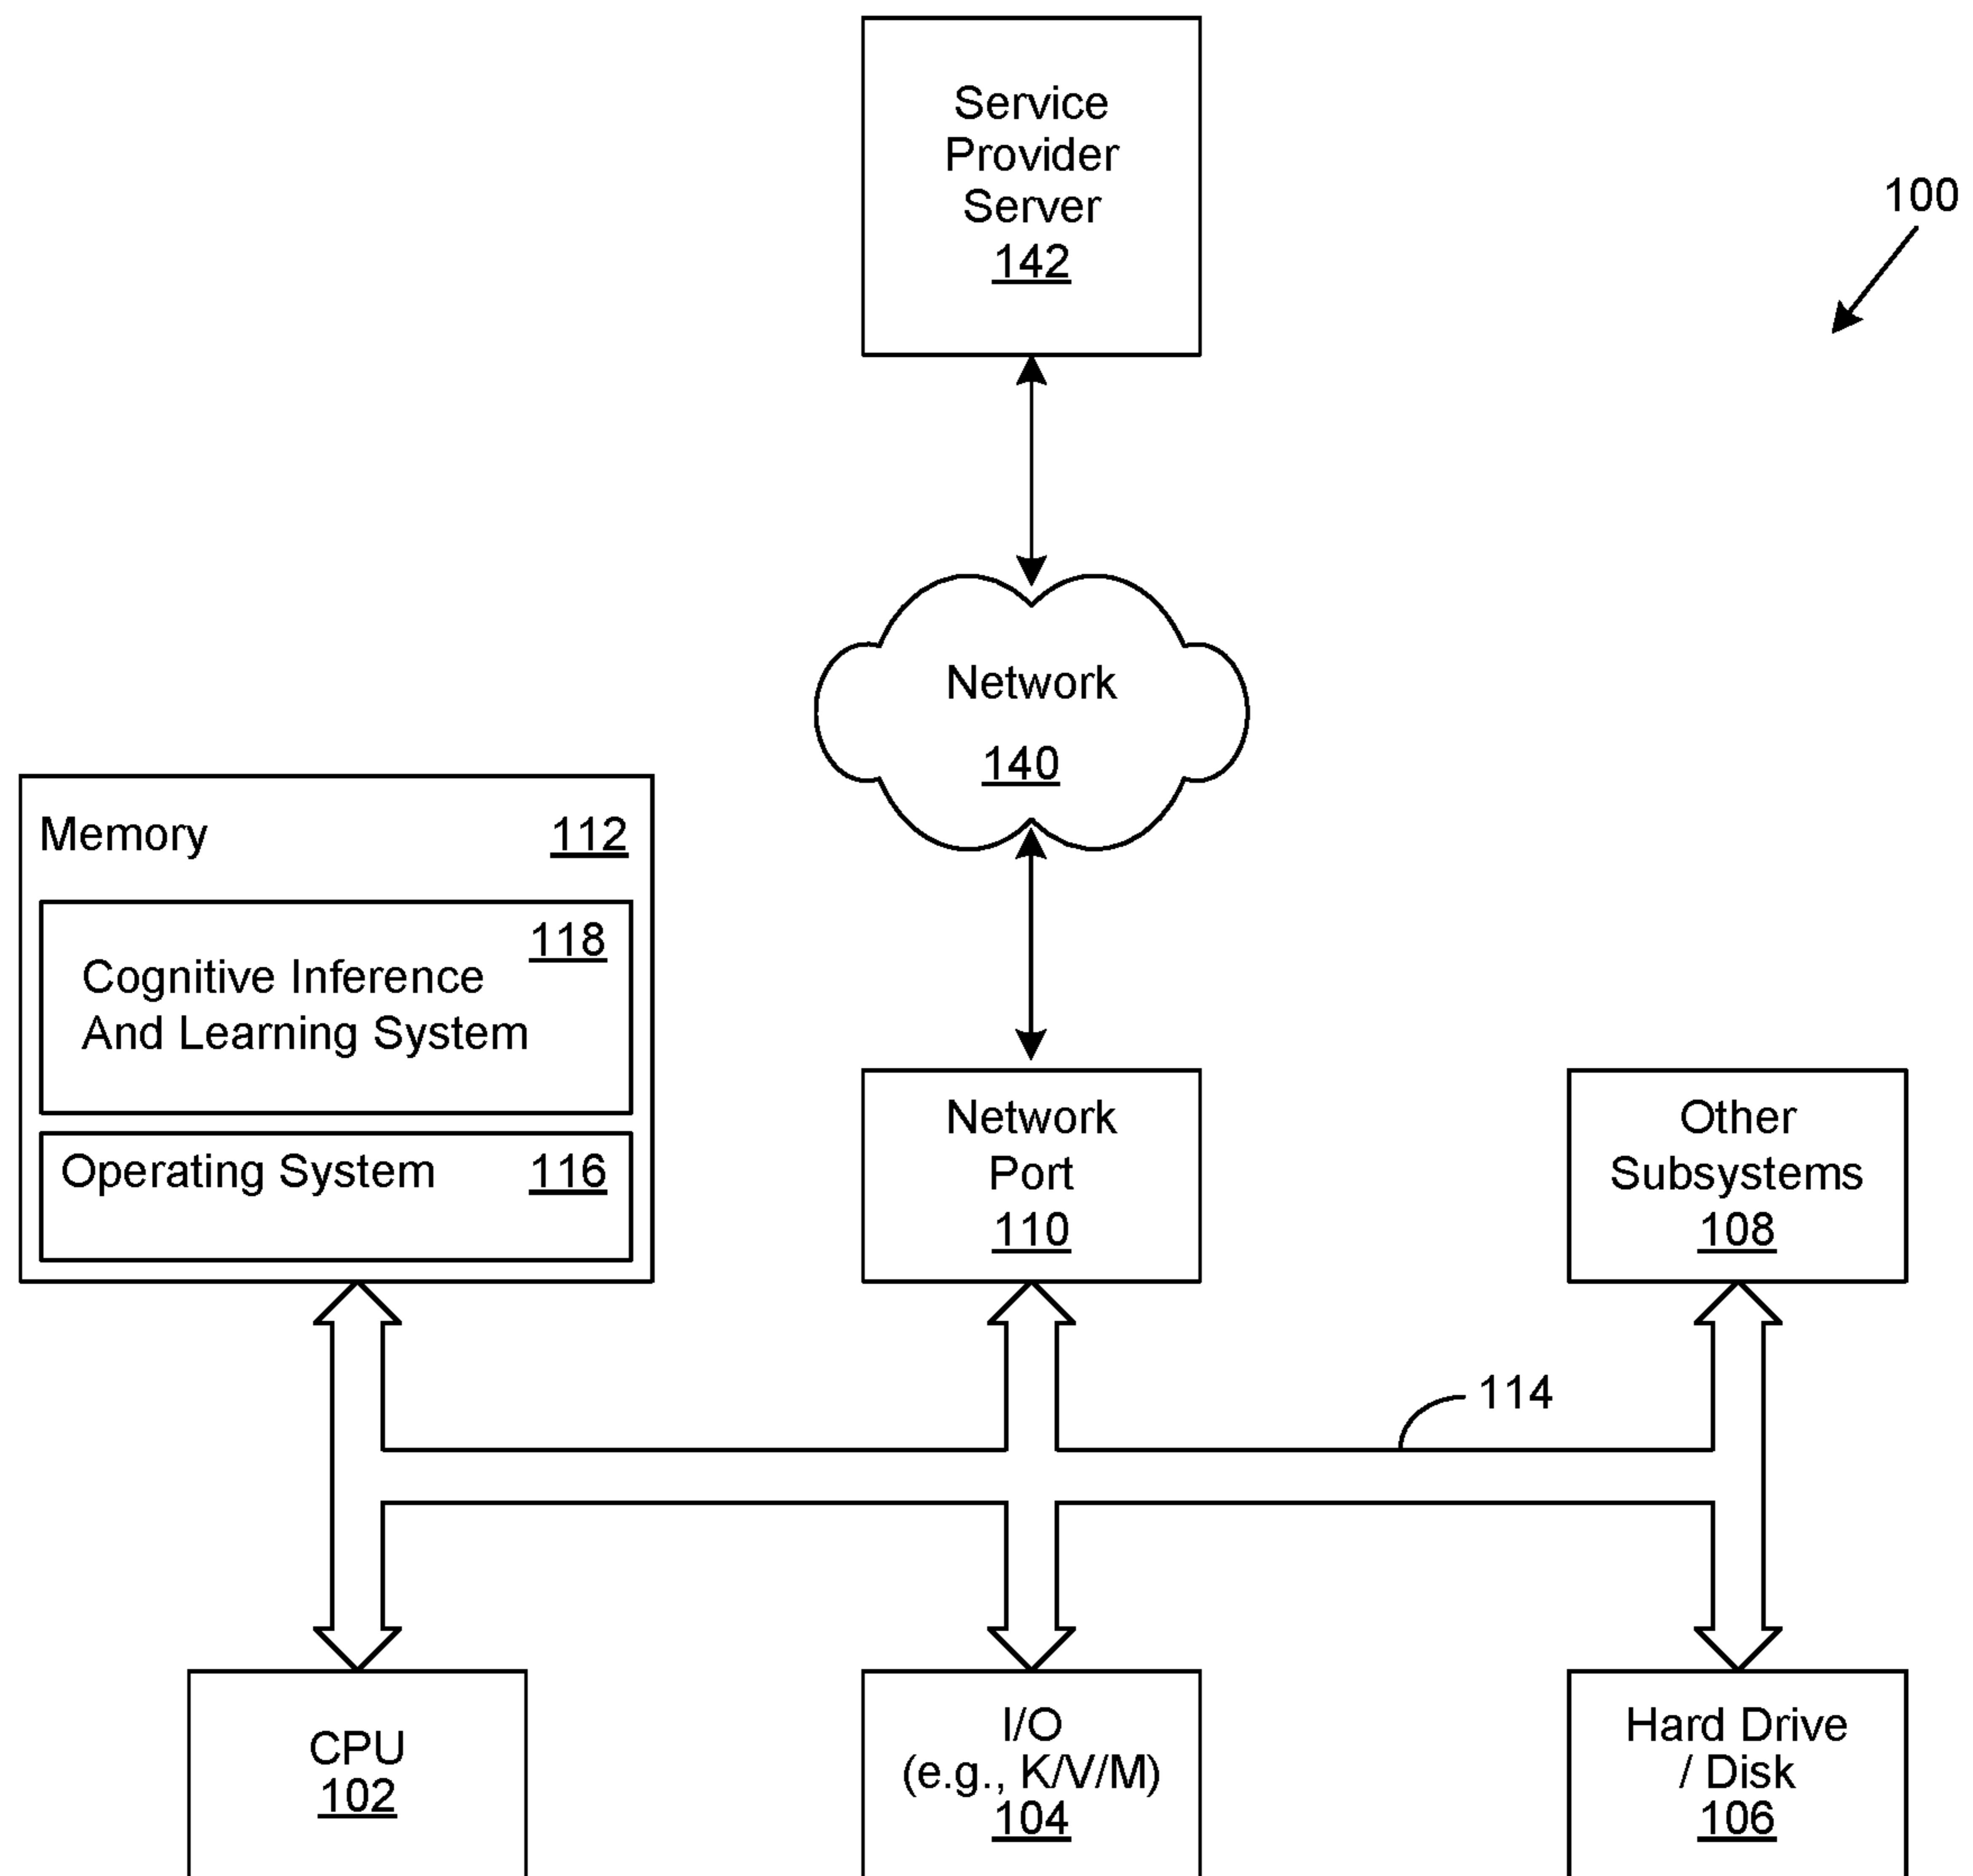 Service
Provider
Server
142
100
Network
140
Memory 112
118
Cognitive Inference
And Learning System
Operating System 116
Network
Port
110
Other
Subsystems
108
114
CPU
102
I/O
(e.g., K/V/M)
104
Hard Drive
/ Disk
106